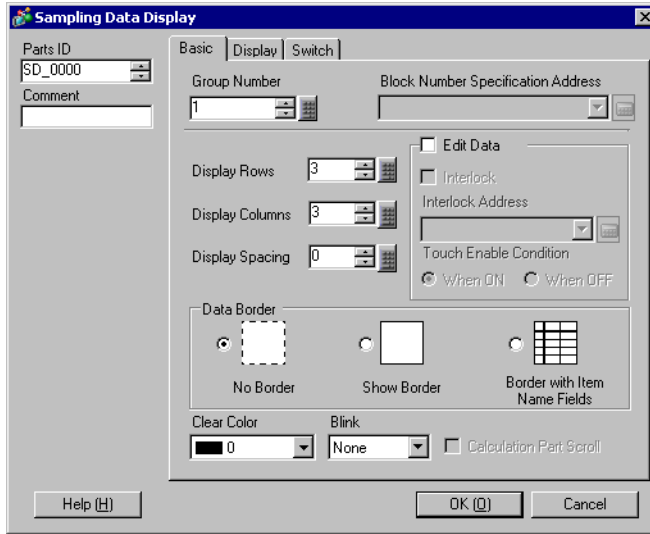 Sampling Data Display
Parts ID
SD_0000
Comment
Basic Display Switch
Group Number
1
Block Number Specification Address
Display Rows 3
Display Columns 3
Display Spacing 0
Edit Data
Interlock
Interlock Address
Touch Enable Condition
When ON When OFF
Data Border
No Border
Show Border
Border with Item
Name Fields
Clear Color
0
Blink
None
Calculation Part Scroll
Help (H)
OK (O)
Cancel